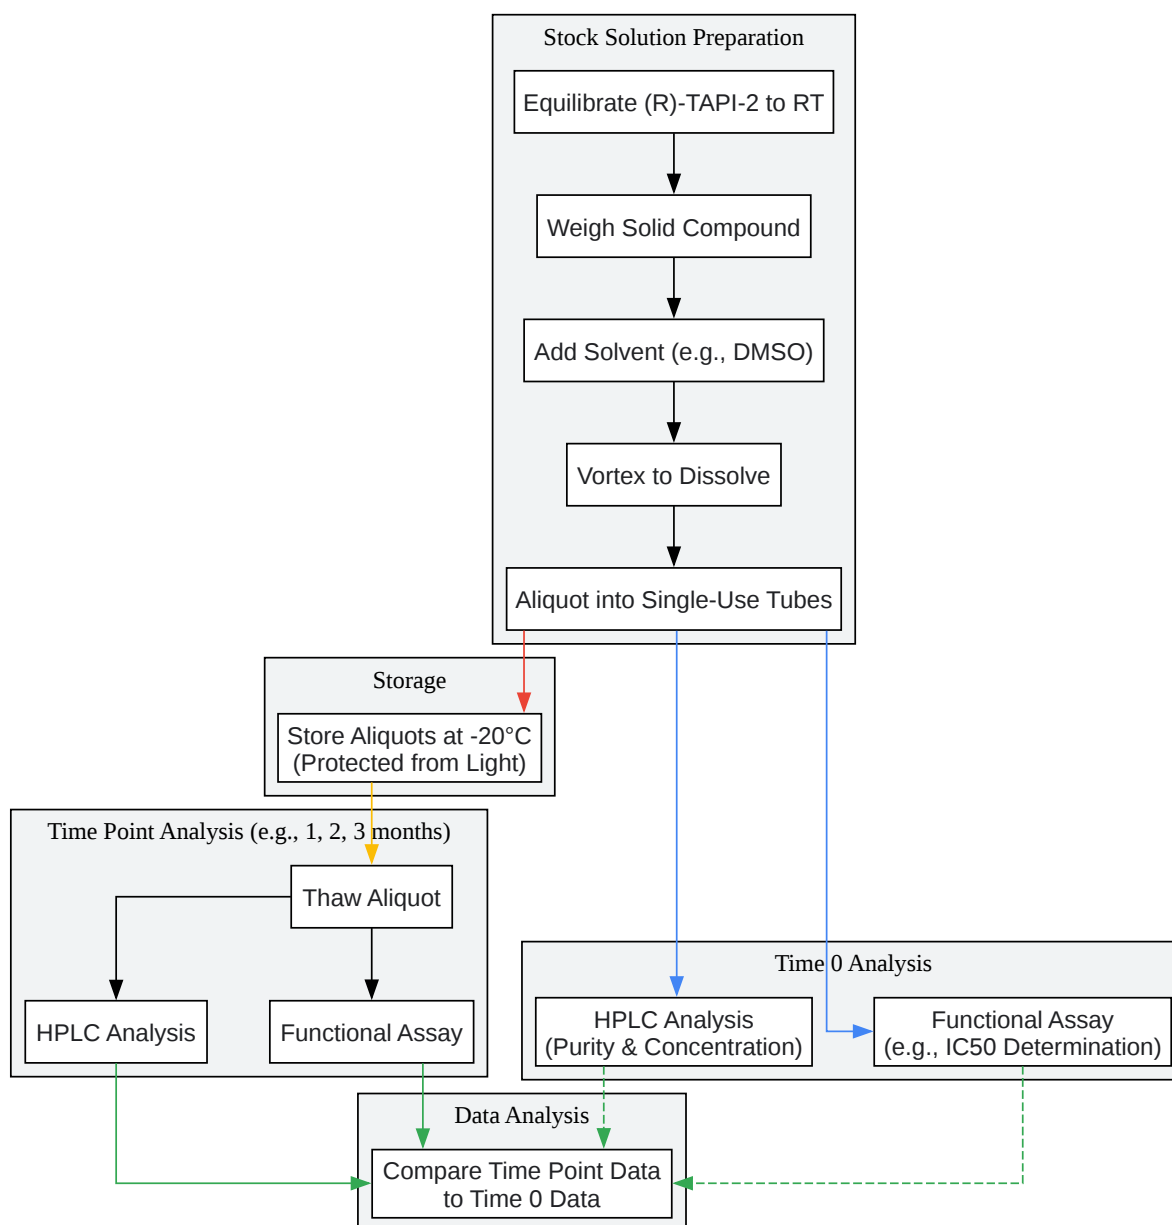 Stock Solution Preparation
Equilibrate (R)-TAPI-2 to RT
Weigh Solid Compound
Add Solvent (e.g., DMSO)
Vortex to Dissolve
Aliquot into Single-Use Tubes
Storage
Store Aliquots at -20°C
(Protected from Light)
Time Point Analysis (e.g., 1, 2, 3 months)
Thaw Aliquot
HPLC Analysis
Functional Assay
Time 0 Analysis
HPLC Analysis
(Purity & Concentration)
Functional Assay
(e.g., IC50 Determination)
Data Analysis
Compare Time Point Data
to Time 0 Data